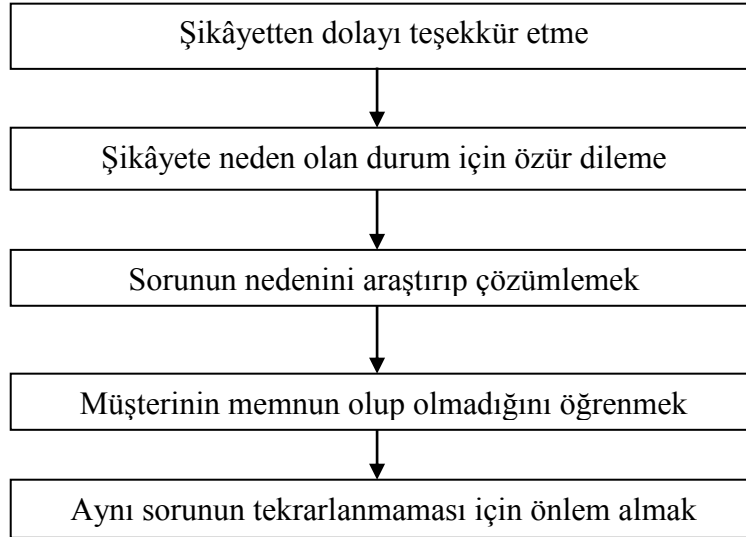 Şikâyetten dolayı teşekkür etme
Şikâyete neden olan durum için özür dileme
Sorunun nedenini araştırıp çözümlemek
Müşterinin memnun olup olmadığını öğrenmek
Aynı sorunun tekrarlanmaması için önlem almak